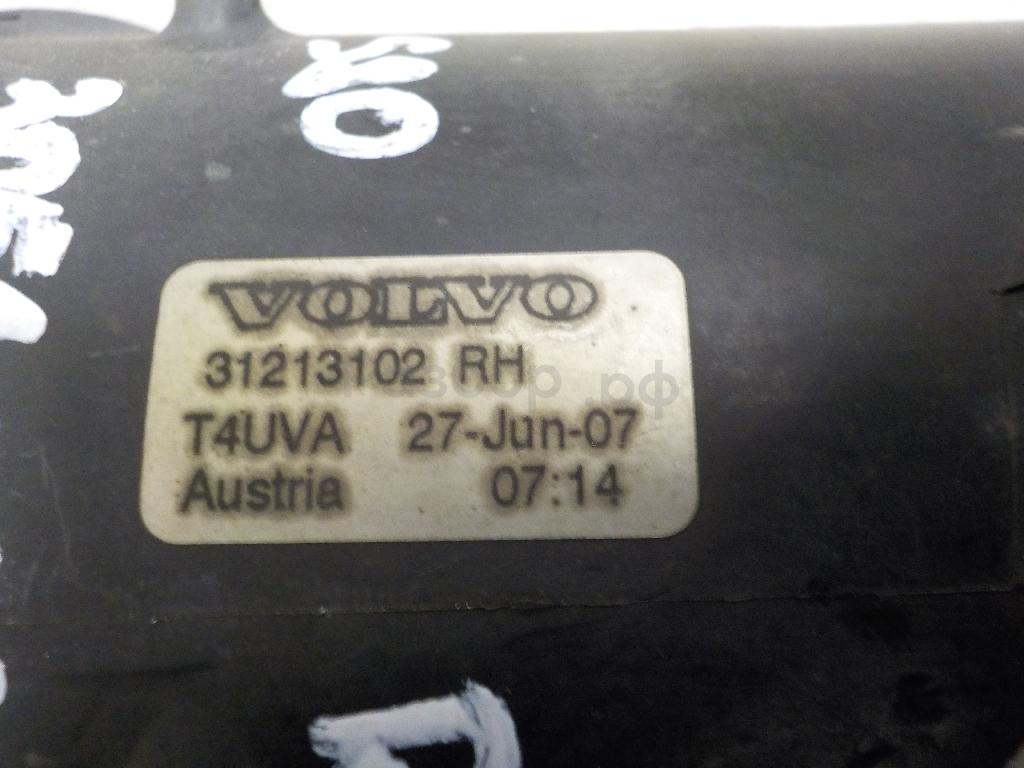 VOLVO
31213102 RH
T4UVA 27-Jun-07
Austria 07:14